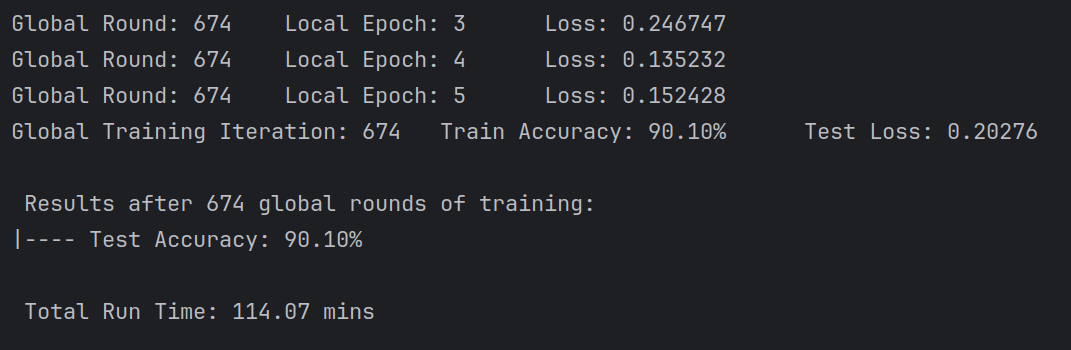 Global Round: 674    Local Epoch: 3      Loss: 0.246747
Global Round: 674    Local Epoch: 4      Loss: 0.135232
Global Round: 674    Local Epoch: 5      Loss: 0.152428
Global Training Iteration: 674   Train Accuracy: 90.10%      Test Loss: 0.20276
Results after 674 global rounds of training:
|---- Test Accuracy: 90.10%
Total Run Time: 114.07 mins